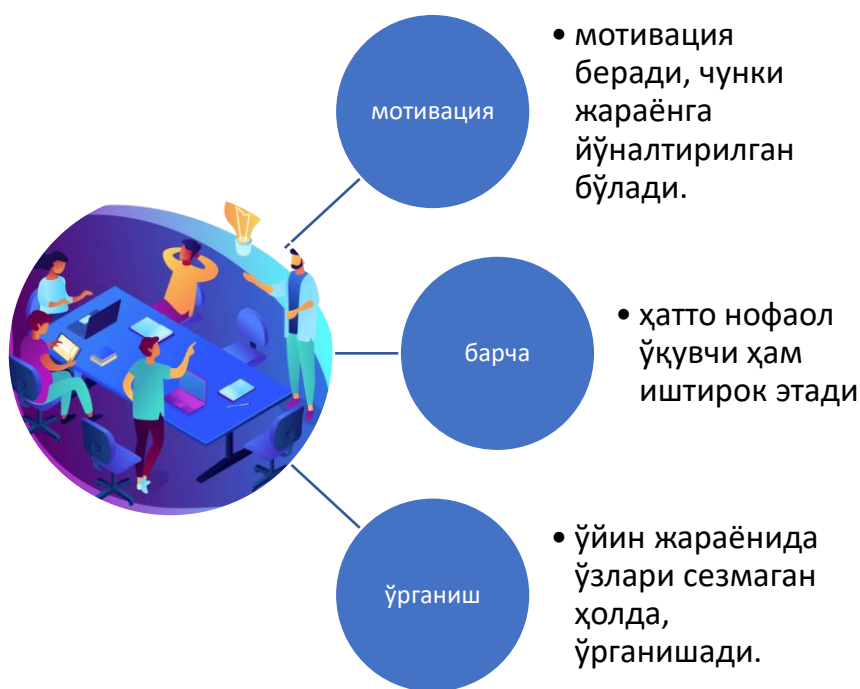 мотивация
• мотивация
беради, чунки
жараёнга
йўналтирилган
бўлади.
барча
• ҳатто нофаол
ўқувчи ҳам
иштирок этади
ўрганиш
• ўйин жараёнида
ўзлари сезмаган
ҳолда,
ўрганишади.